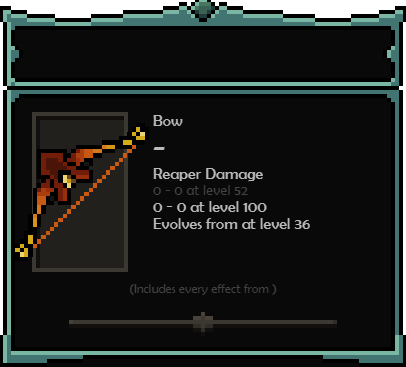 Bow
–
Reaper Damage
0 - 0 at level 52
0 - 0 at level 100
Evolves from at level 36
(Includes every effect from )